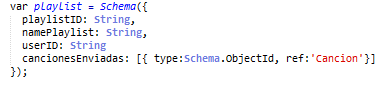 var playlist = Schema({
playlistID: String,
namePlaylist: String,
userID: String
cancionesEnviadas: [{ type:Schema.ObjectId, ref:'Cancion'}]
});